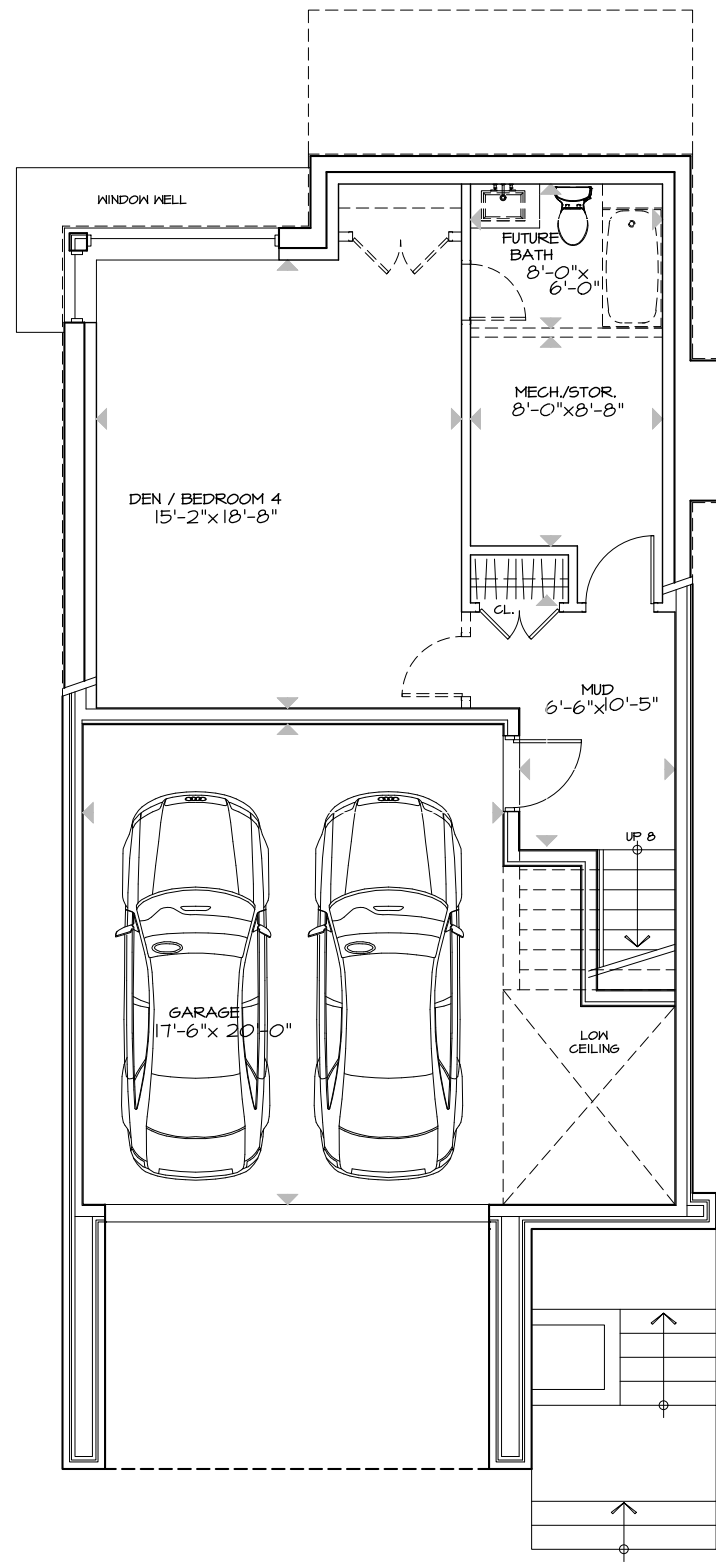 WINDOW WELL
FUTURE
BATH
8'-0"x
6'-0"
MECH./STOR.
8'-0"x8'-8"
DEN / BEDROOM 4
15'-2"x18'-8"
CL.
MUD
6'-6"x10'-5"
UP 8
GARAGE
17'-6"x 20'-0"
LOW
CEILING